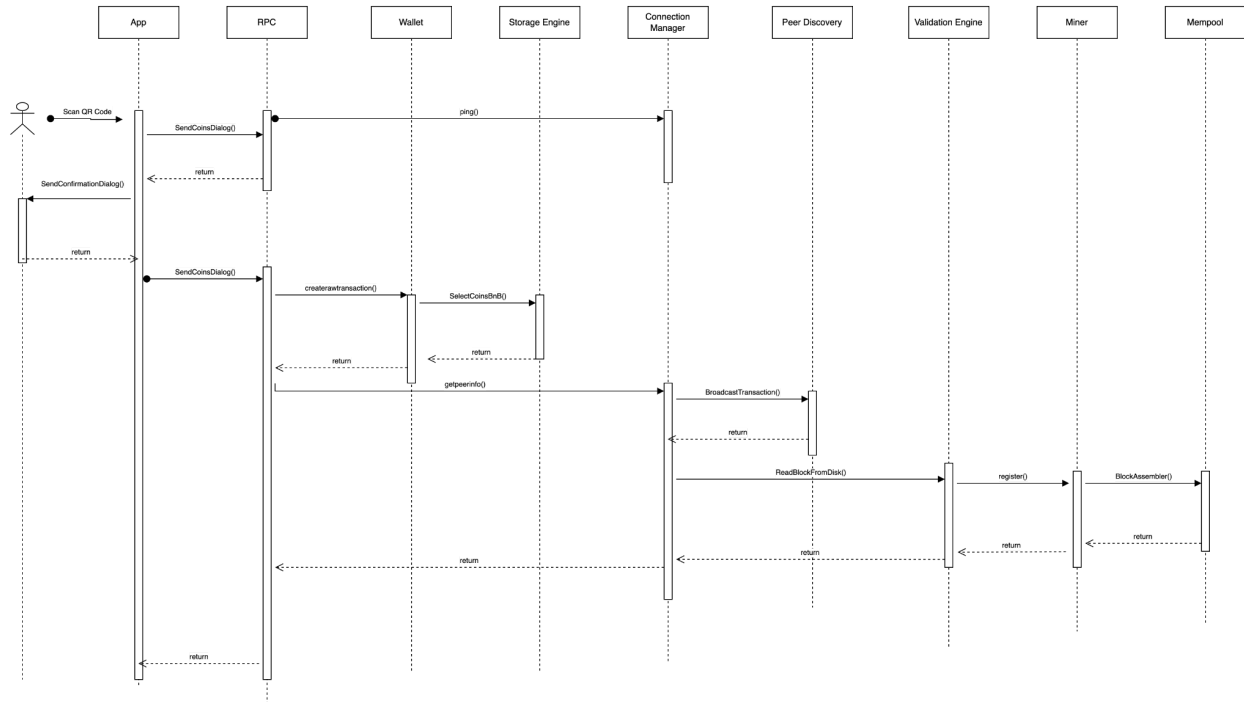 App
RPC
Wallet
Storage Engine
Connection
Manager
Peer Discovery
Validation Engine
Miner
Mempool
Scan QR Code
ping()
SendCoinsDialog()
return
SendConfirmationDialog()
return
SendCoinsDialog()
createrawtransaction()
SelectCoinsBnB()
return
return
getpeerinfo()
BroadcastTransaction()
return
ReadBlockFromDisk()
register()
BlockAssembler()
return
return
return
return
return